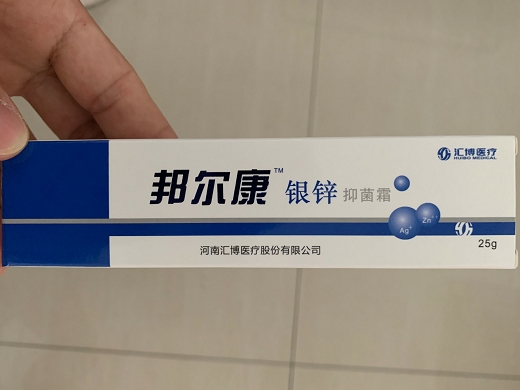 汇博医疗
HUIBO MEDICAL
邦尔康™ 银锌 抑菌霜
Ag⁺ Zn⁺
25g
河南汇博医疗股份有限公司